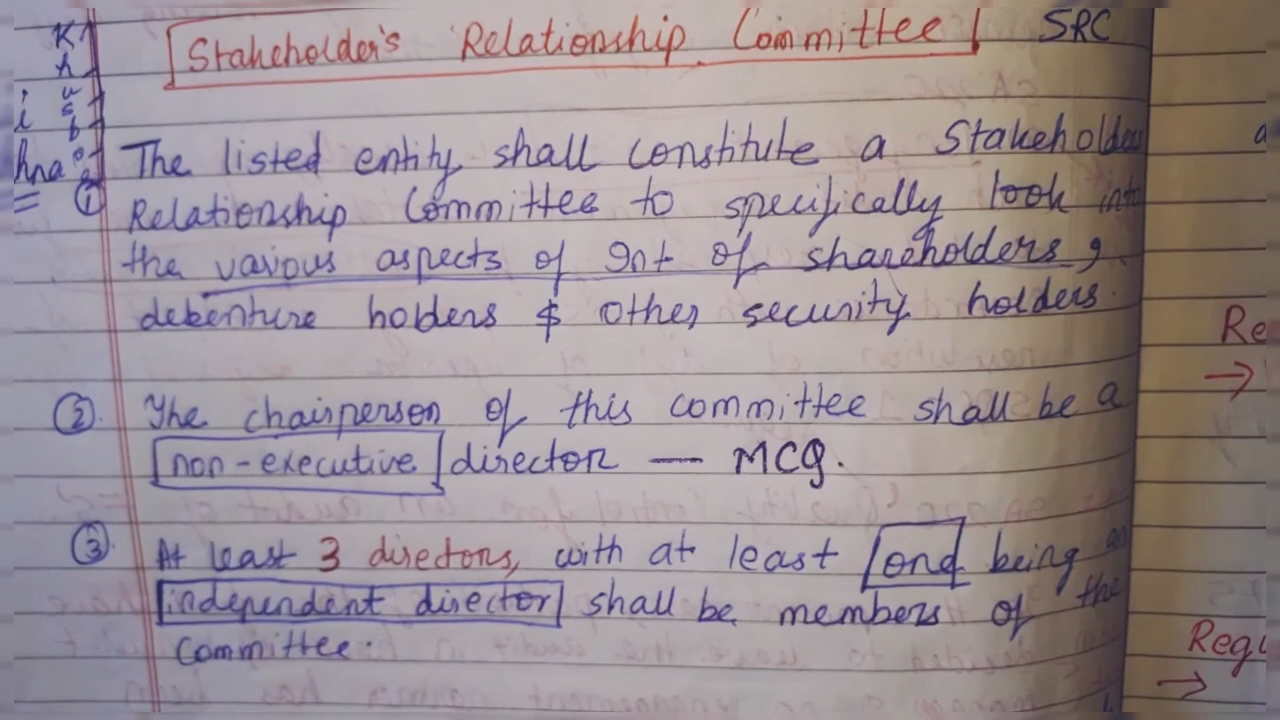 Stakeholder's Relationship Committee SRC
① The listed entity shall constitute a Stakeholder
Relationship Committee to specifically look into
the various aspects of Int of shareholders,
debenture holders & other security holders.
② The chairperson of this committee shall be a
non-executive director — MCQ.
③ At least 3 directors, with at least one being an
independent director shall be members of the
committee.
Re
→
Regu
→